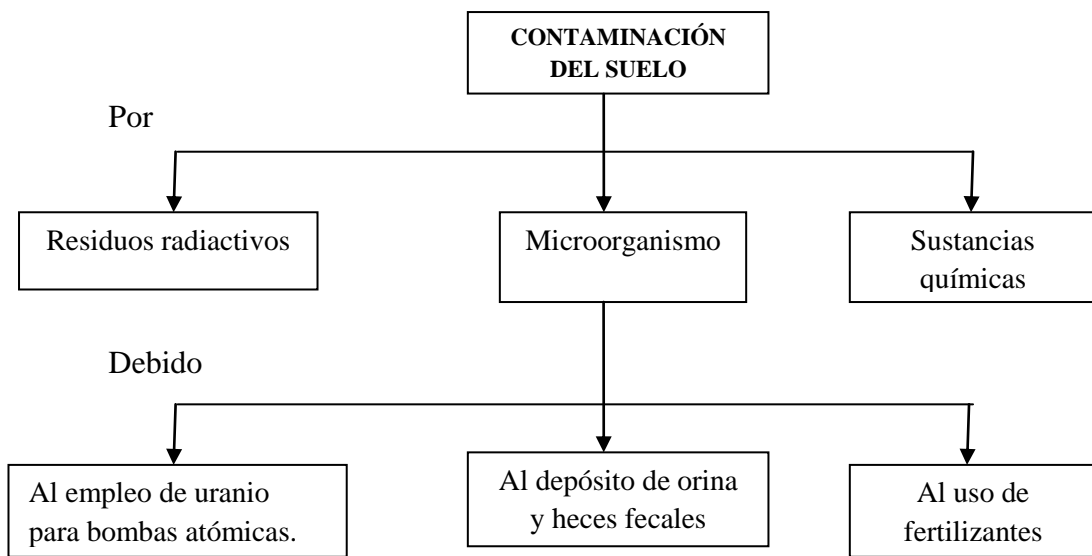 CONTAMINACIÓN
DEL SUELO
Por
Residuos radiactivos
Microorganismo
Sustancias
químicas
Debido
Al empleo de uranio
para bombas atómicas.
Al depósito de orina
y heces fecales
Al uso de
fertilizantes